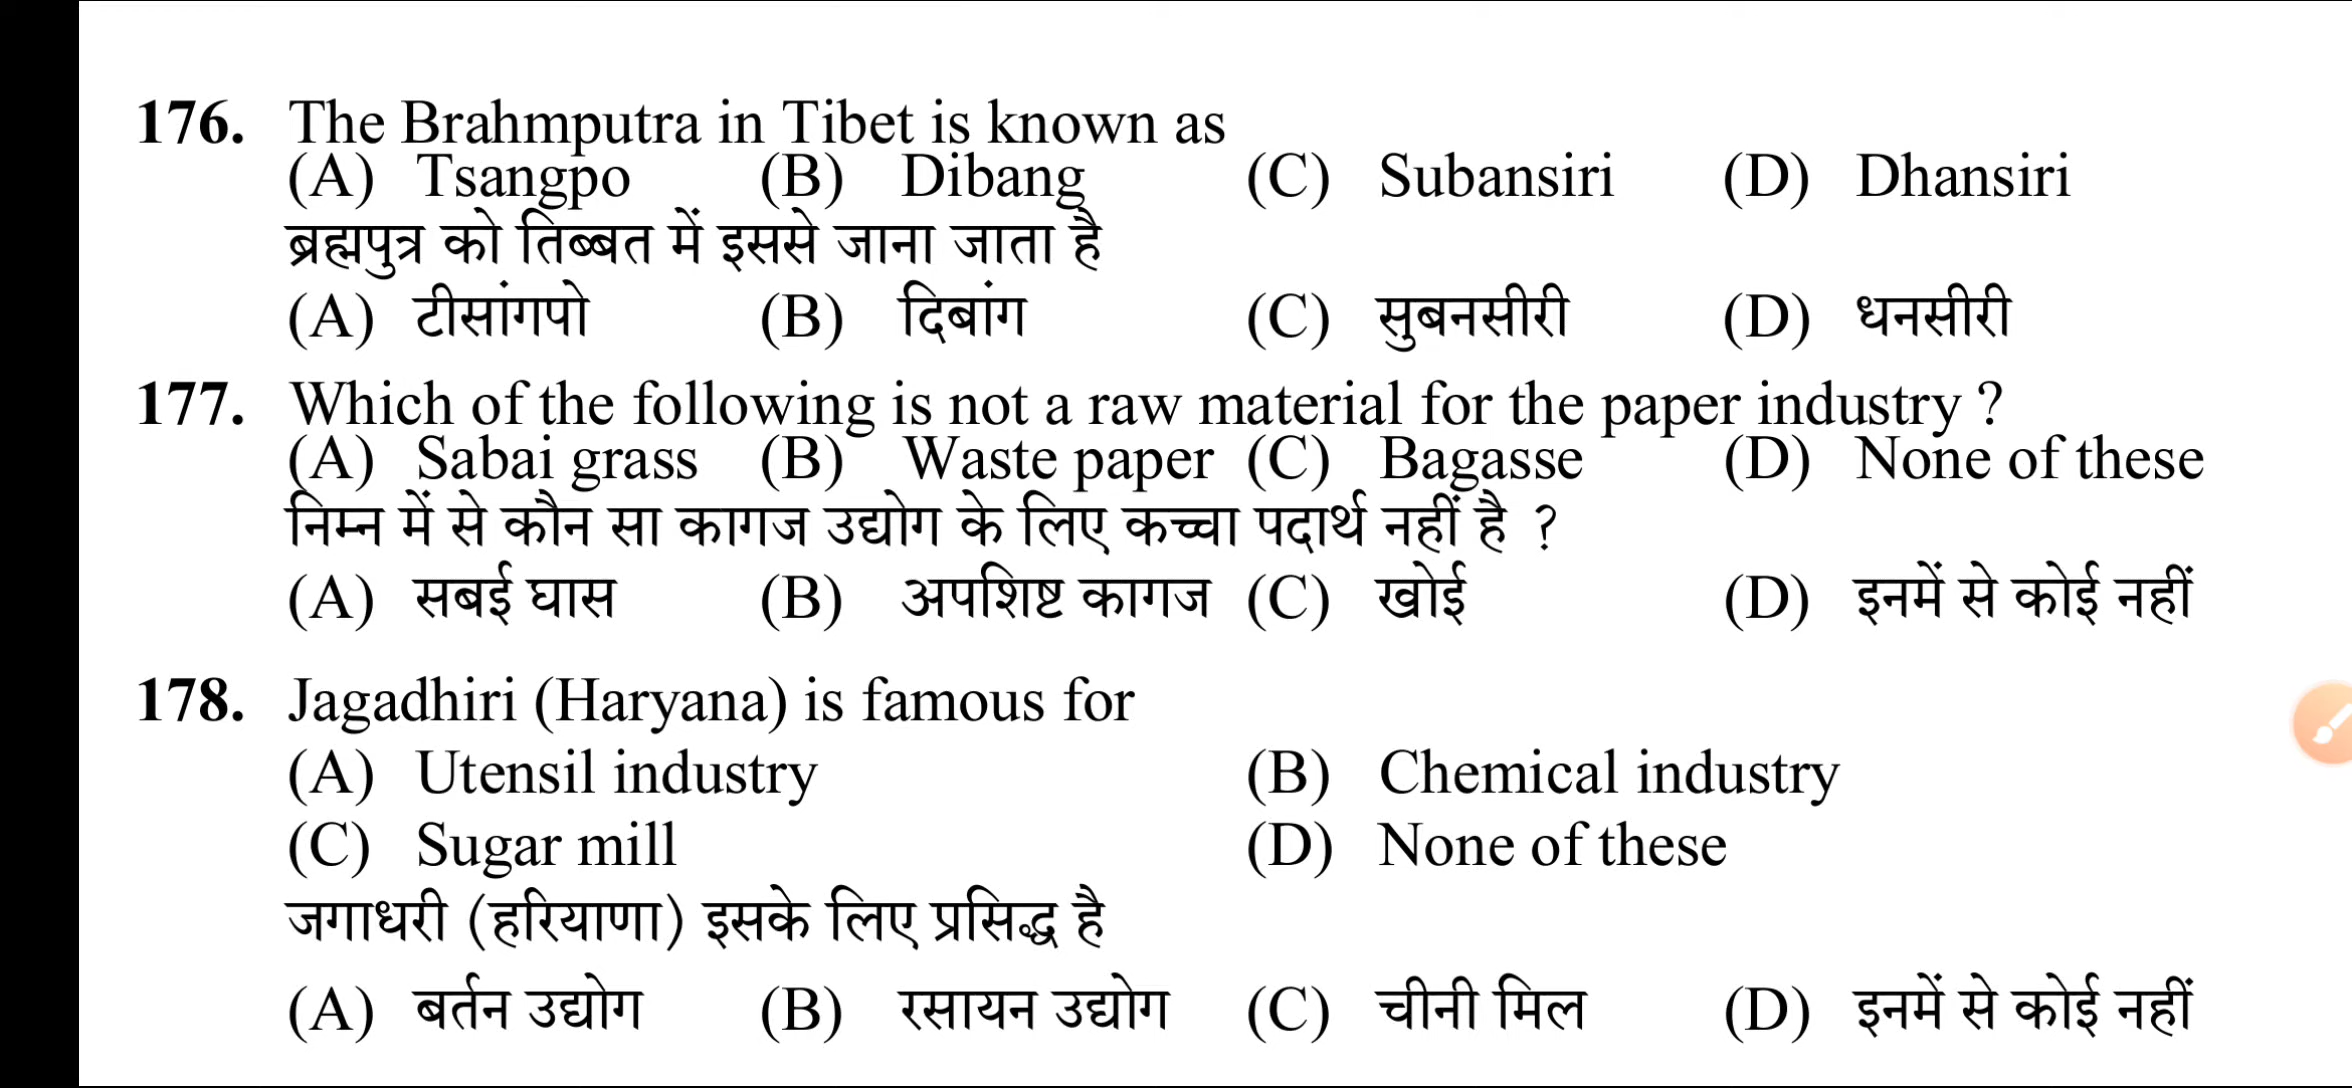 176. The Brahmputra in Tibet is known as
(A) Tsangpo (B) Dibang (C) Subansiri (D) Dhansiri
ब्रह्मपुत्र को तिब्बत में इससे जाना जाता है
(A) टीसांगपो (B) दिबांग (C) सुबनसीरी (D) धनसीरी
177. Which of the following is not a raw material for the paper industry ?
(A) Sabai grass (B) Waste paper (C) Bagasse (D) None of these
निम्न में से कौन सा कागज उद्योग के लिए कच्चा पदार्थ नहीं है ?
(A) सबई घास (B) अपशिष्ट कागज (C) खोई (D) इनमें से कोई नहीं
178. Jagadhiri (Haryana) is famous for
(A) Utensil industry (B) Chemical industry
(C) Sugar mill (D) None of these
जगाधरी (हरियाणा) इसके लिए प्रसिद्ध है
(A) बर्तन उद्योग (B) रसायन उद्योग (C) चीनी मिल (D) इनमें से कोई नहीं